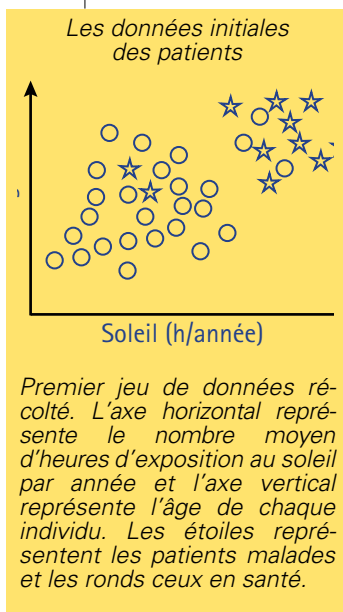 Les données initiales
des patients
Soleil (h/année)
Premier jeu de données ré-
colté. L'axe horizontal repré-
sente le nombre moyen
d'heures d'exposition au soleil
par année et l'axe vertical
représente l'âge de chaque
individu. Les étoiles repré-
sentent les patients malades
et les ronds ceux en santé.